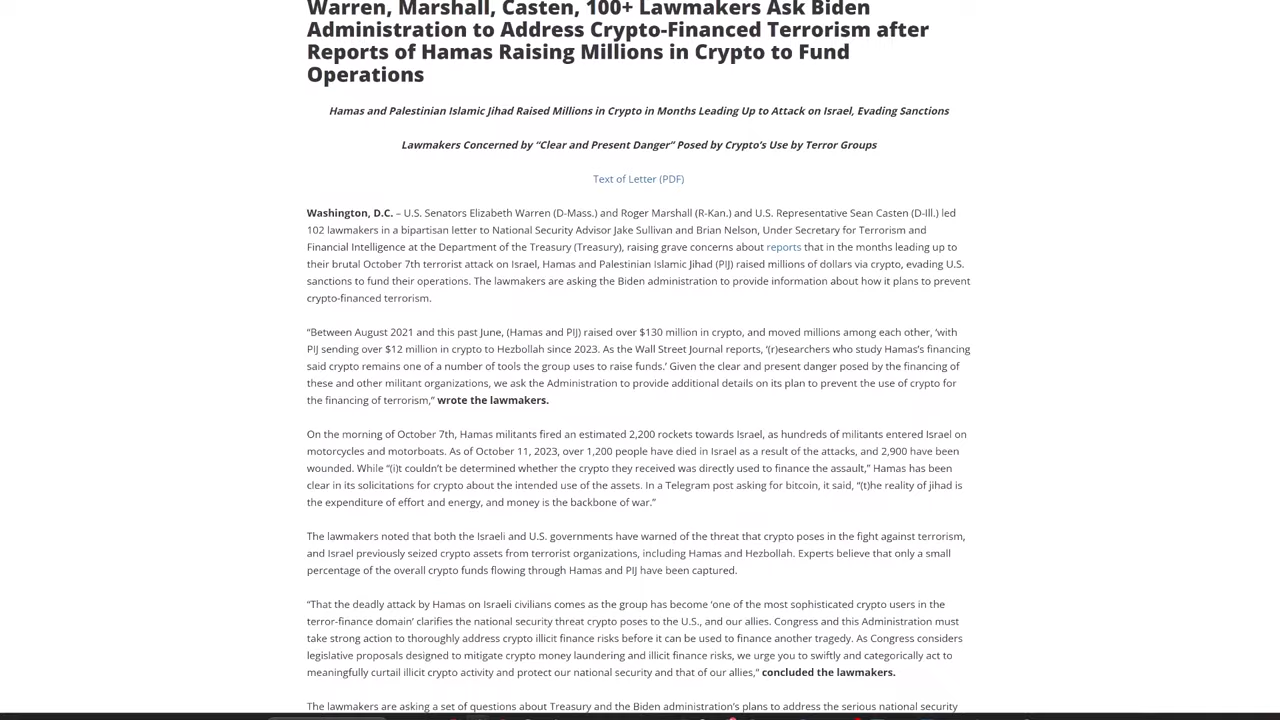 Warren, Marshall, Casten, 100+ Lawmakers Ask Biden
Administration to Address Crypto-Financed Terrorism after
Reports of Hamas Raising Millions in Crypto to Fund
Operations
Hamas and Palestinian Islamic Jihad Raised Millions in Crypto in Months Leading Up to Attack on Israel, Evading Sanctions
Lawmakers Concerned by “Clear and Present Danger” Posed by Crypto’s Use by Terror Groups
Text of Letter (PDF)
Washington, D.C. – U.S. Senators Elizabeth Warren (D-Mass.) and Roger Marshall (R-Kan.) and U.S. Representative Sean Casten (D-Ill.) led
102 lawmakers in a bipartisan letter to National Security Advisor Jake Sullivan and Brian Nelson, Under Secretary for Terrorism and
Financial Intelligence at the Department of the Treasury (Treasury), raising grave concerns about reports that in the months leading up to
their brutal October 7th terrorist attack on Israel, Hamas and Palestinian Islamic Jihad (PIJ) raised millions of dollars via crypto, evading U.S.
sanctions to fund their operations. The lawmakers are asking the Biden administration to provide information about how it plans to prevent
crypto-financed terrorism.
“Between August 2021 and this past June, (Hamas and PIJ) raised over $130 million in crypto, and moved millions among each other, ‘with
PIJ sending over $12 million in crypto to Hezbollah since 2023. As the Wall Street Journal reports, ‘(r)esearchers who study Hamas’s financing
said crypto remains one of a number of tools the group uses to raise funds.’ Given the clear and present danger posed by the financing of
these and other militant organizations, we ask the Administration to provide additional details on its plan to prevent the use of crypto for
the financing of terrorism,” wrote the lawmakers.
On the morning of October 7th, Hamas militants fired an estimated 2,200 rockets towards Israel, as hundreds of militants entered Israel on
motorcycles and motorboats. As of October 11, 2023, over 1,200 people have died in Israel as a result of the attacks, and 2,900 have been
wounded. While “(i)t couldn’t be determined whether the crypto they received was directly used to finance the assault,” Hamas has been
clear in its solicitations for crypto about the intended use of the assets. In a Telegram post asking for bitcoin, it said, “(t)he reality of jihad is
the expenditure of effort and energy, and money is the backbone of war.”
The lawmakers noted that both the Israeli and U.S. governments have warned of the threat that crypto poses in the fight against terrorism,
and Israel previously seized crypto assets from terrorist organizations, including Hamas and Hezbollah. Experts believe that only a small
percentage of the overall crypto funds flowing through Hamas and PIJ have been captured.
“That the deadly attack by Hamas on Israeli civilians comes as the group has become ‘one of the most sophisticated crypto users in the
terror-finance domain’ clarifies the national security threat crypto poses to the U.S., and our allies. Congress and this Administration must
take strong action to thoroughly address crypto illicit finance risks before it can be used to finance another tragedy. As Congress considers
legislative proposals designed to mitigate crypto money laundering and illicit finance risks, we urge you to swiftly and categorically act to
meaningfully curtail illicit crypto activity and protect our national security and that of our allies,” concluded the lawmakers.
The lawmakers are asking a set of questions about Treasury and the Biden administration’s plans to address the serious national security